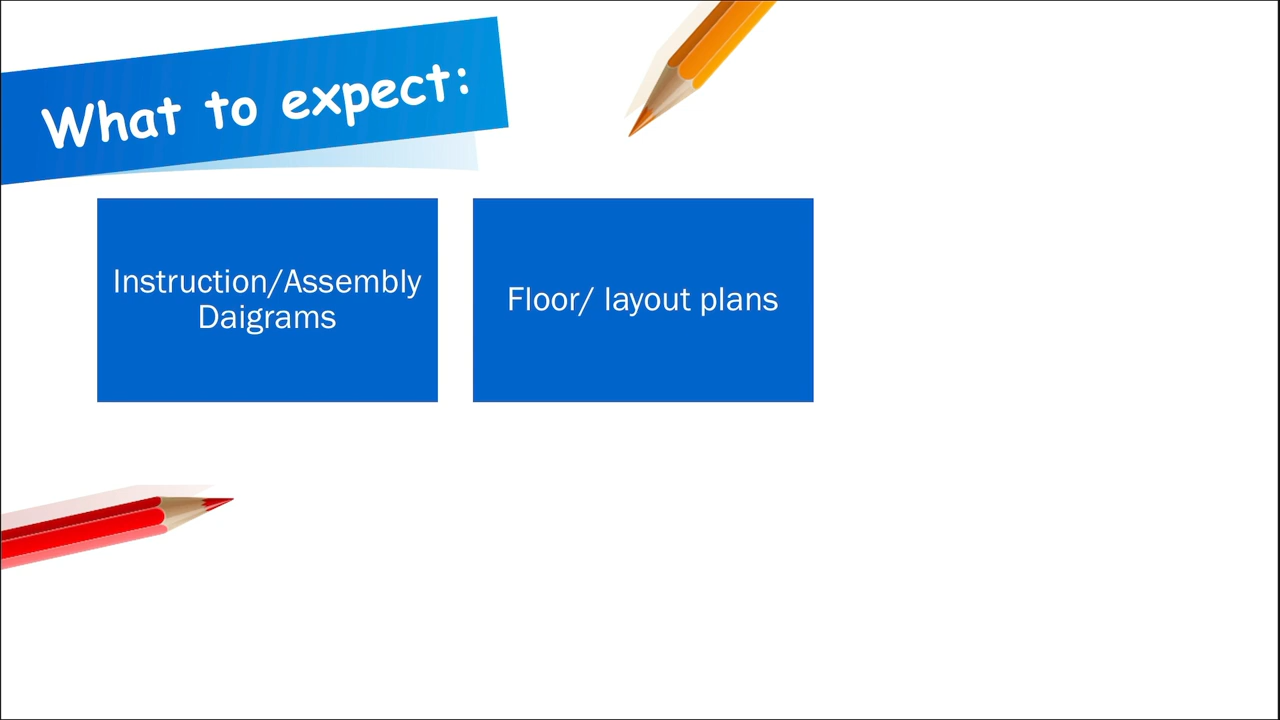 What to expect:
Instruction/Assembly
Daigrams
Floor/ layout plans